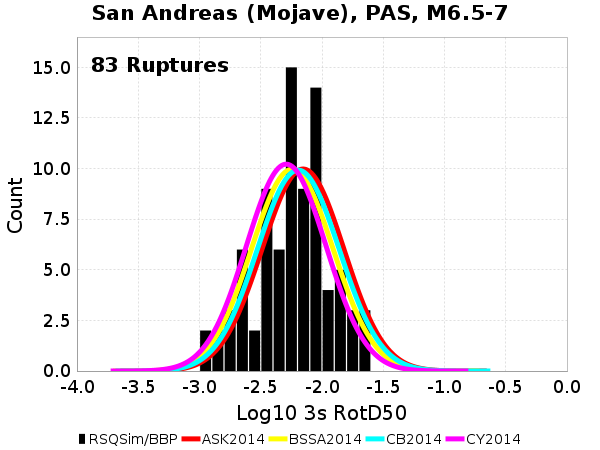 San Andreas (Mojave), PAS, M6.5-7
83 Ruptures
15.0
12.5
10.0
7.5
5.0
2.5
0.0
Count
-4.0 -3.5 -3.0 -2.5 -2.0 -1.5 -1.0 -0.5 0.0
Log10 3s RotD50
RSQSim/BBP ASK2014 BSSA2014 CB2014 CY2014